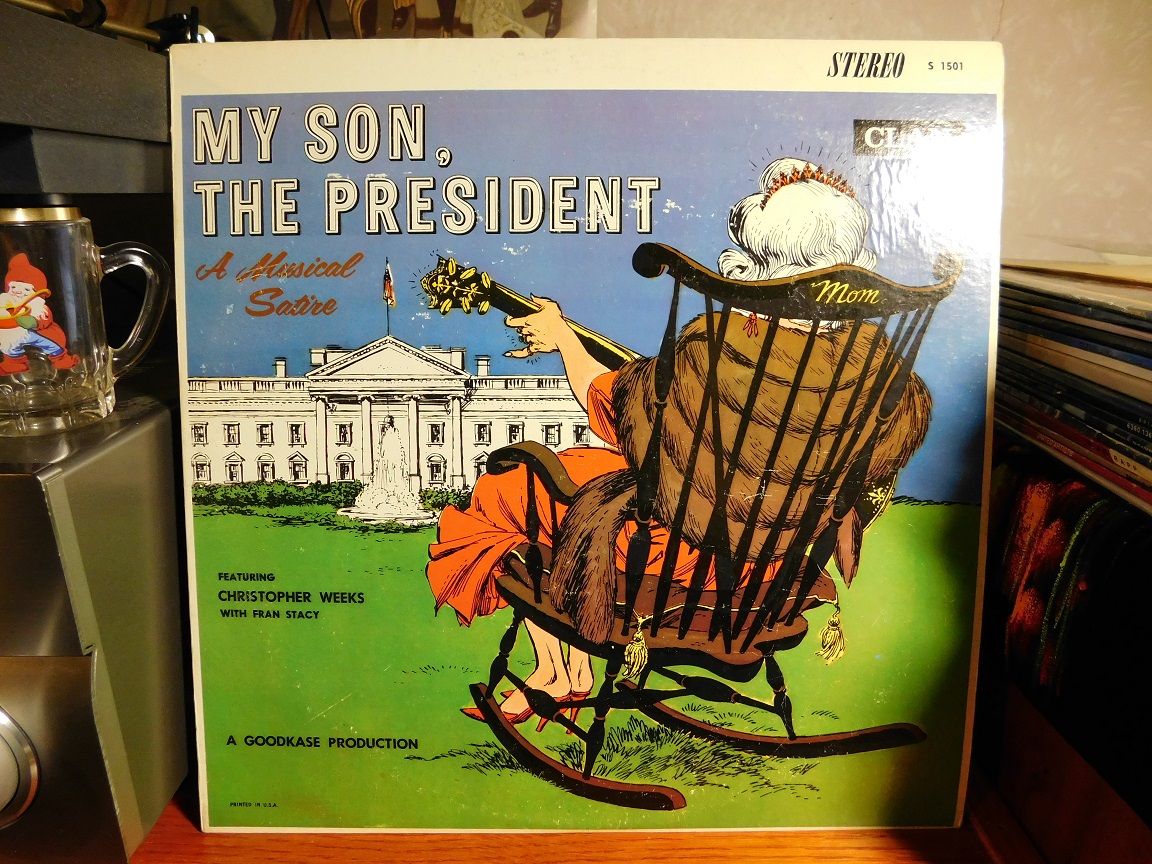 STEREO S 1501
MY SON,
THE PRESIDENT
A Musical
Satire
Mom
FEATURING
CHRISTOPHER WEEKS
WITH FRAN STACY
A GOODKASE PRODUCTION
PRINTED IN U.S.A.